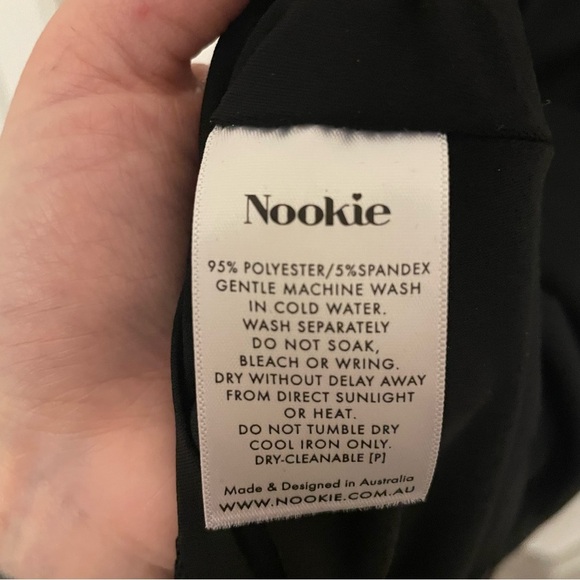 Nookie
95% POLYESTER/5%SPANDEX
GENTLE MACHINE WASH
IN COLD WATER.
WASH SEPARATELY
DO NOT SOAK,
BLEACH OR WRING.
DRY WITHOUT DELAY AWAY
FROM DIRECT SUNLIGHT
OR HEAT.
DO NOT TUMBLE DRY
COOL IRON ONLY.
DRY-CLEANABLE [P]
Made & Designed in Australia
WWW.NOOKIE.COM.AU